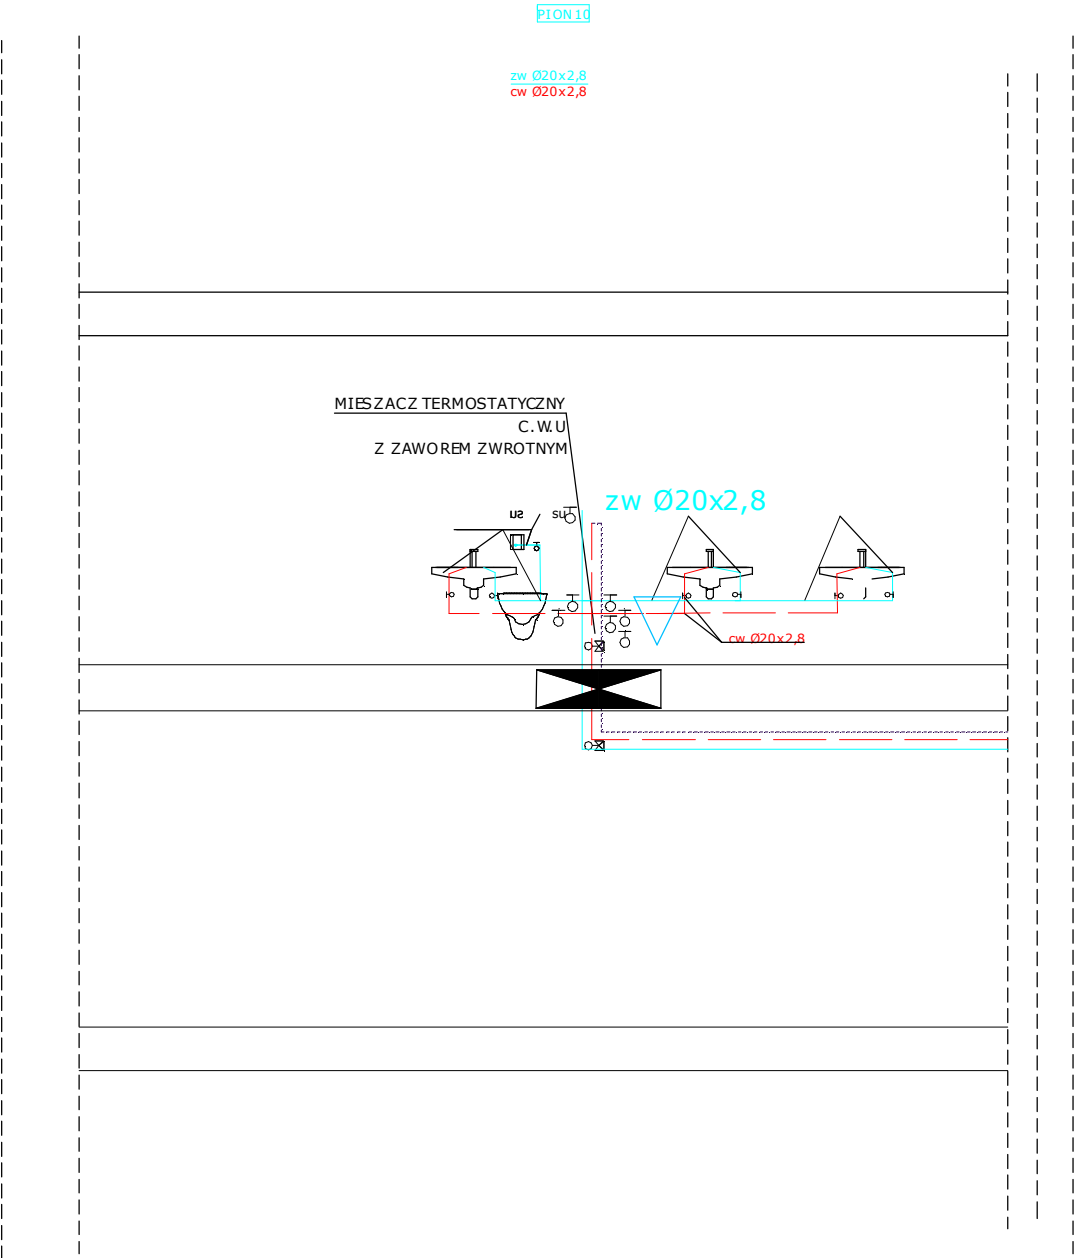 PION 10
zw Ø20x2,8
cw Ø20x2,8
MIESZACZ TERMOSTATYCZNY
C.W.U
Z ZAWOREM ZWROTNYM
zw Ø20x2,8
su
su
cw Ø20x2,8